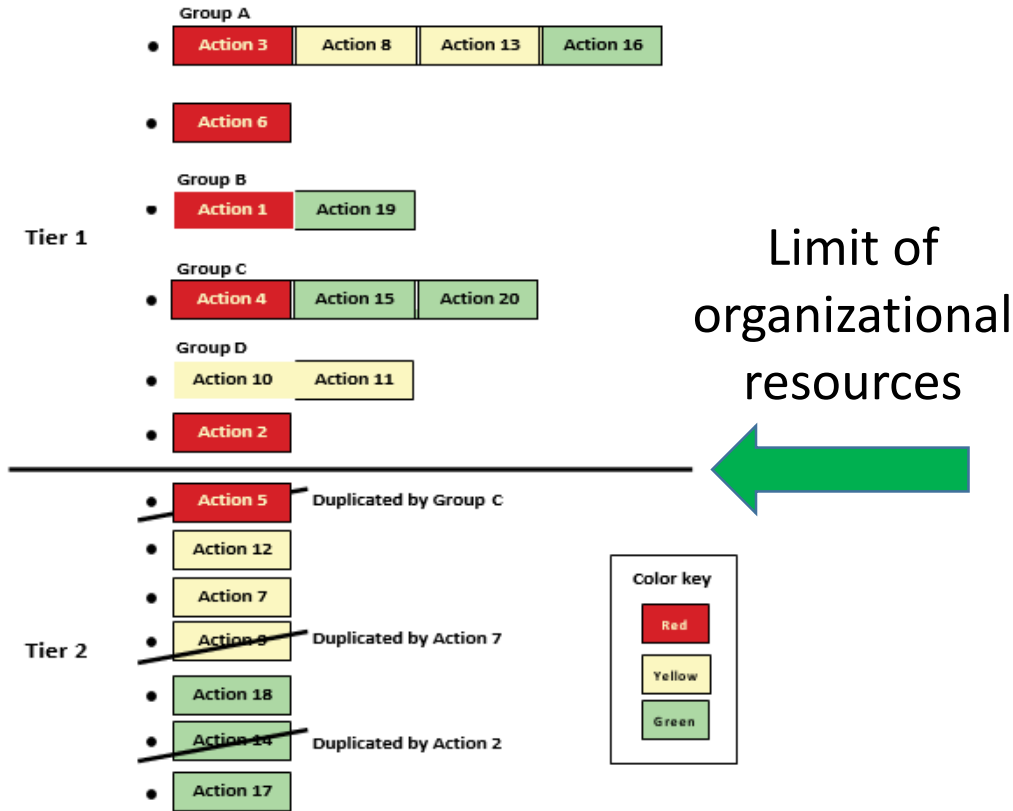 Group A
Action 3 Action 8 Action 13 Action 16
Action 6
Group B
Action 1 Action 19
Tier 1
Group C
Action 4 Action 15 Action 20
Group D
Action 10 Action 11
Action 2
Limit of
organizational
resources
Action 5 Duplicated by Group C
Action 12
Action 7
Action 9 Duplicated by Action 7
Tier 2
Action 18
Action 14 Duplicated by Action 2
Action 17
Color key
Red
Yellow
Green